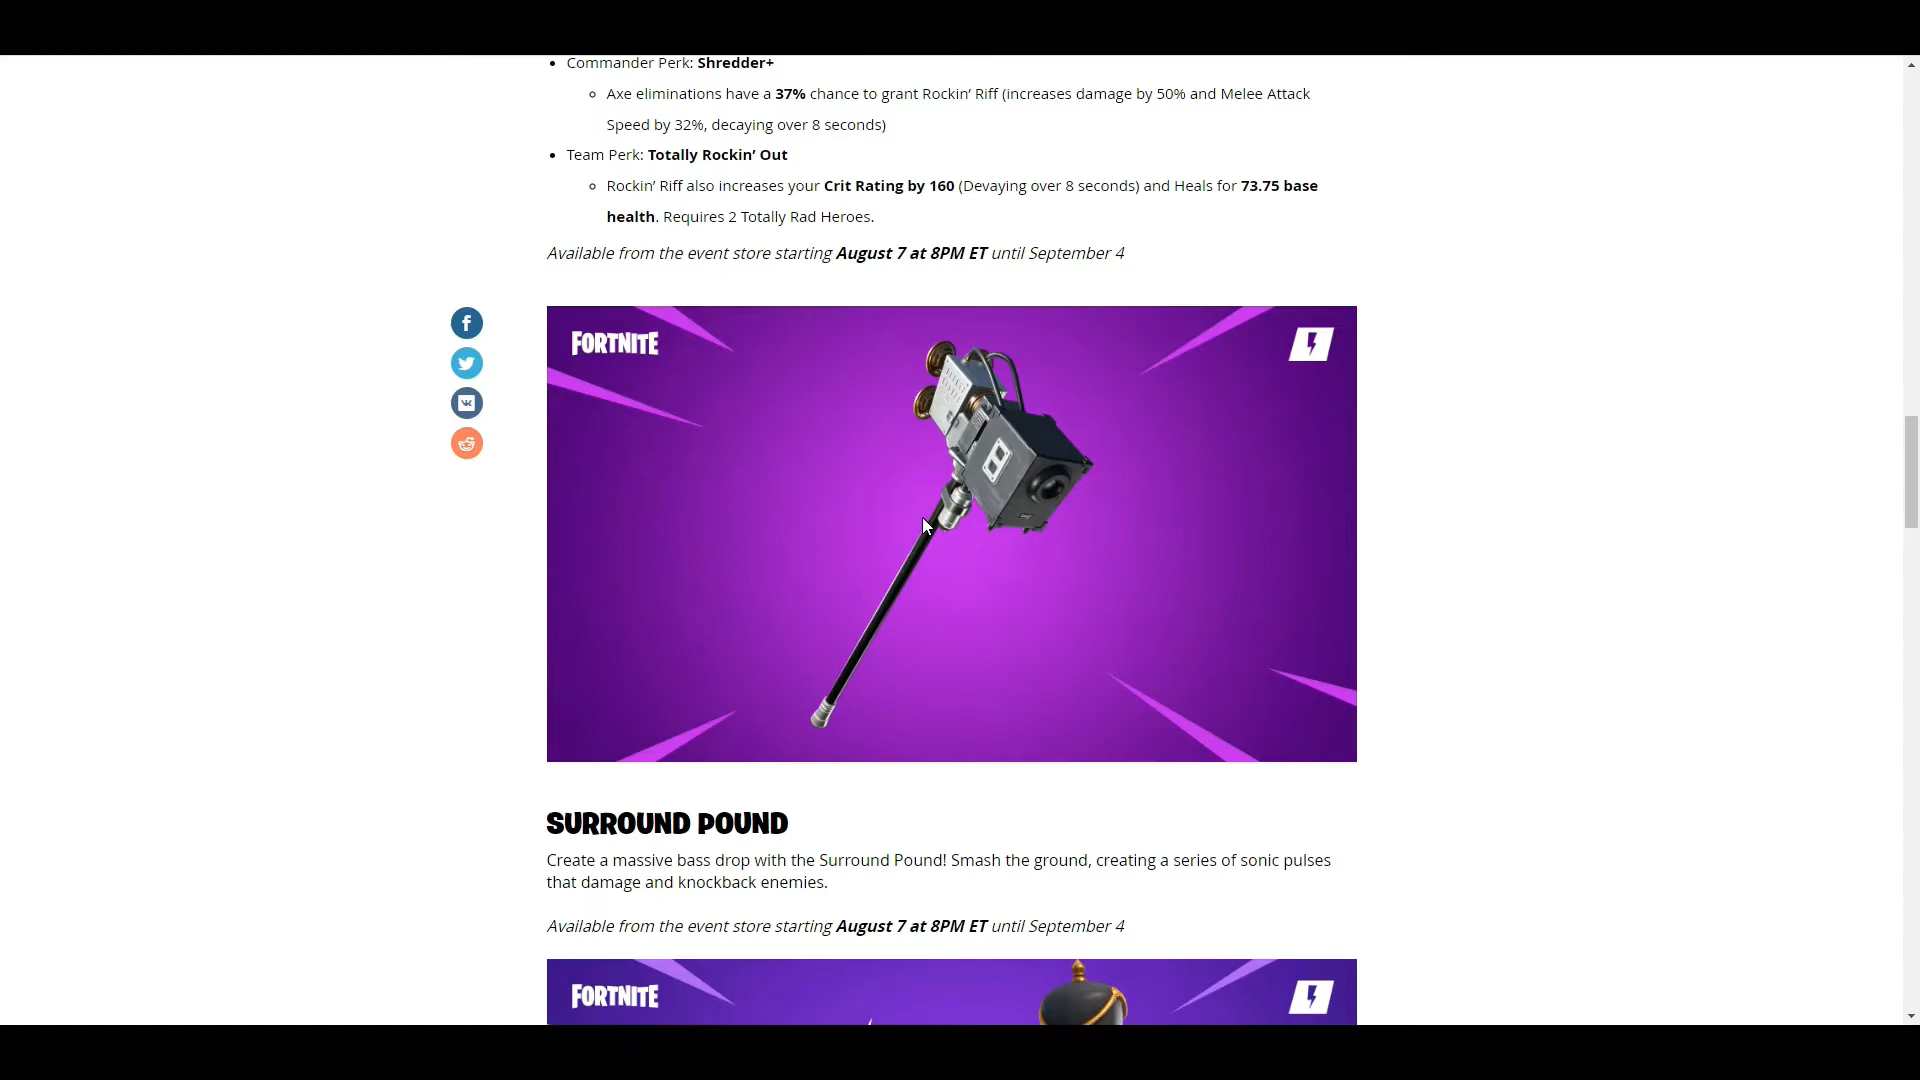 Commander Perk: Shredder+
Axe eliminations have a 37% chance to grant Rockin’ Riff (increases damage by 50% and Melee Attack
Speed by 32%, decaying over 8 seconds)
Team Perk: Totally Rockin’ Out
Rockin’ Riff also increases your Crit Rating by 160 (Devaying over 8 seconds) and Heals for 73.75 base
health. Requires 2 Totally Rad Heroes.
Available from the event store starting August 7 at 8PM ET until September 4
FORTNITE
SURROUND POUND
Create a massive bass drop with the Surround Pound! Smash the ground, creating a series of sonic pulses
that damage and knockback enemies.
Available from the event store starting August 7 at 8PM ET until September 4
FORTNITE